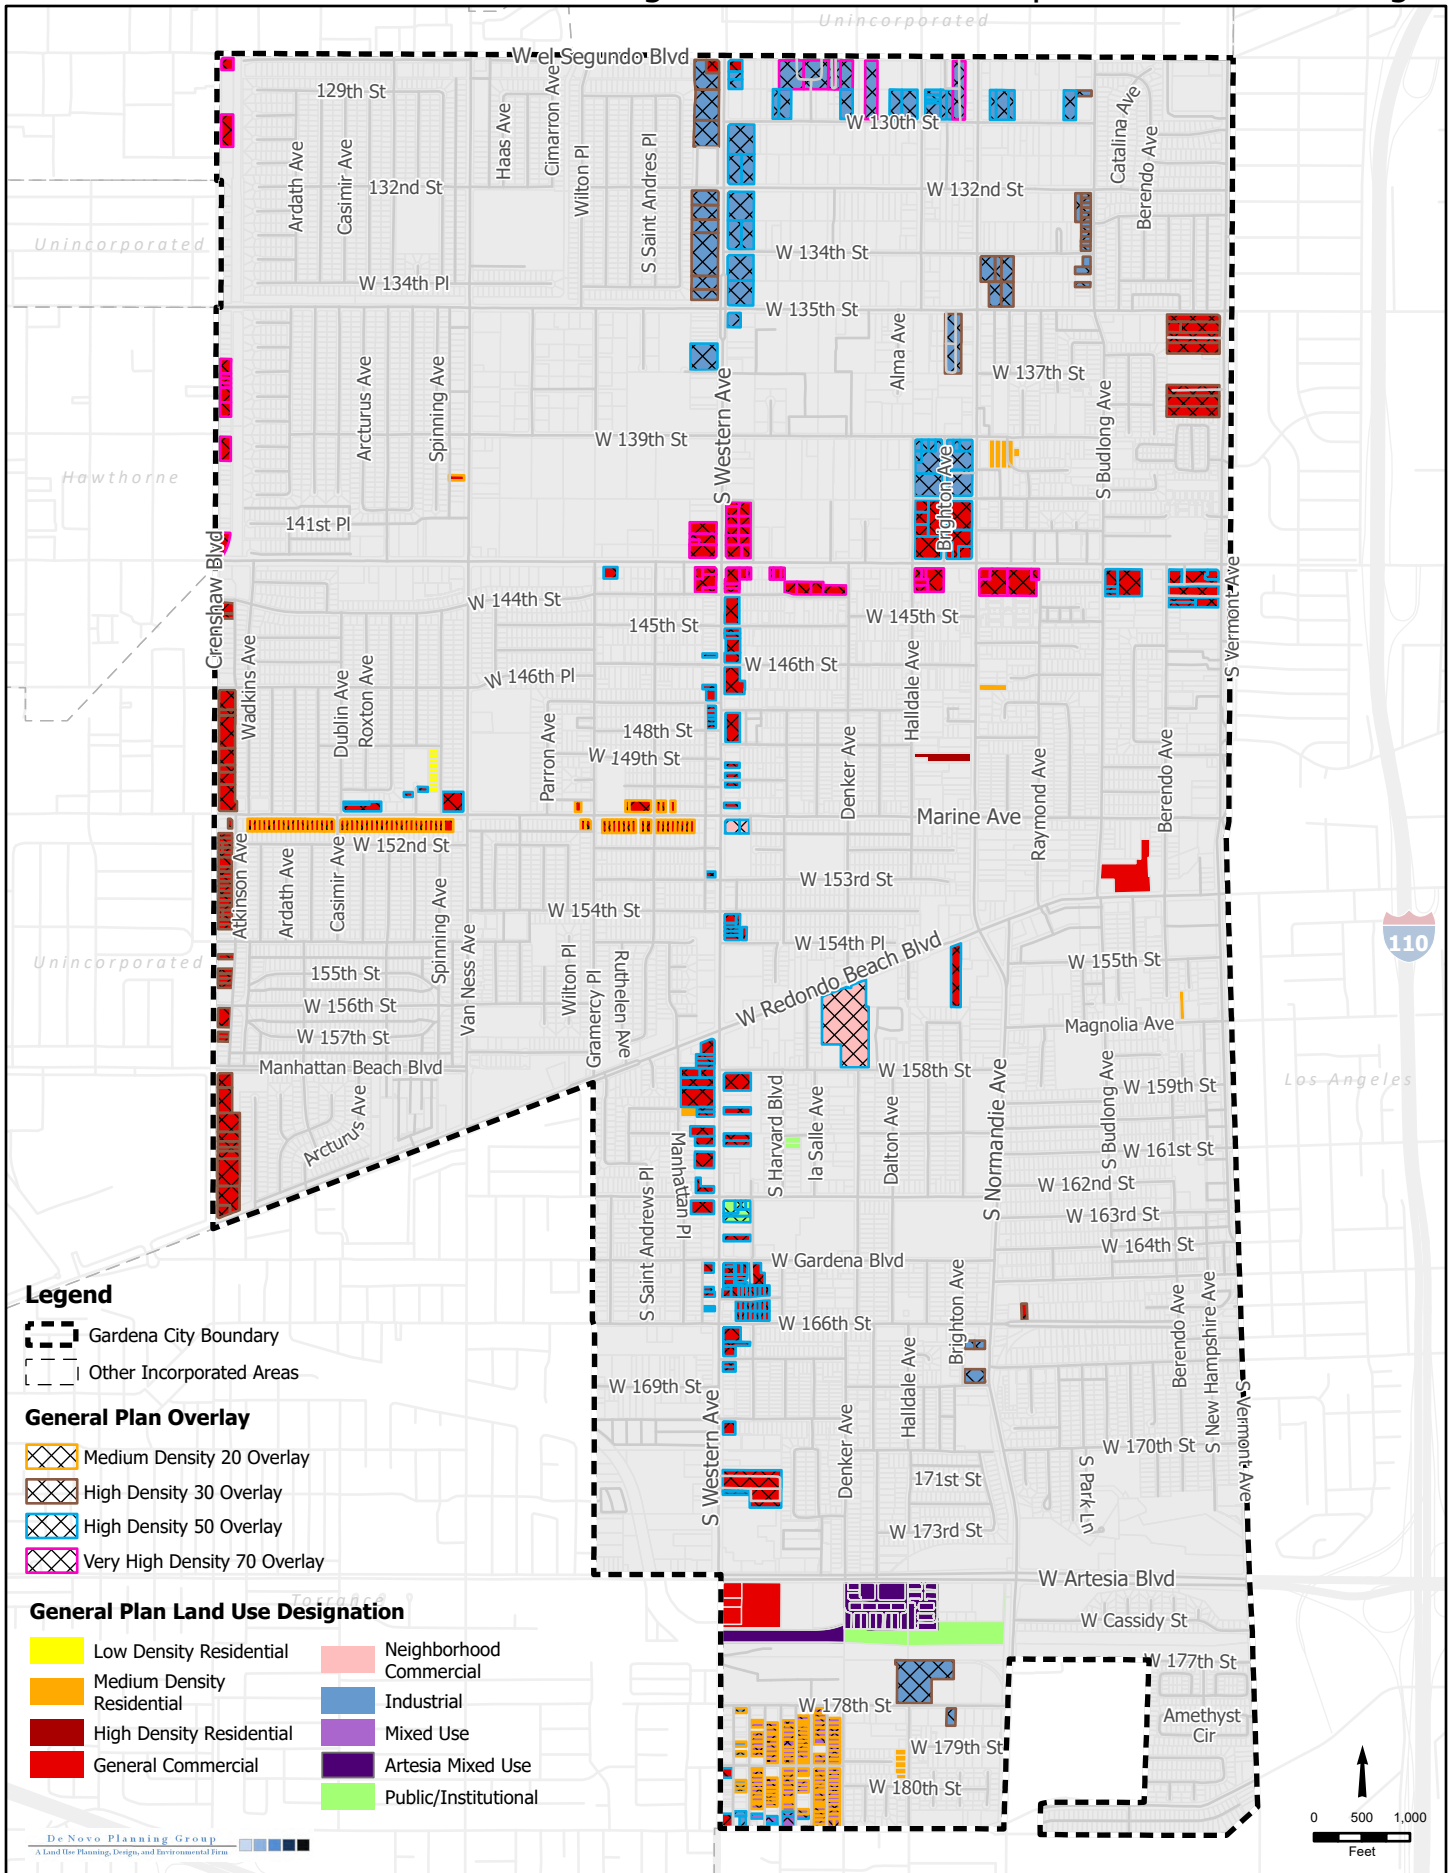 Unincorporated
W el Segundo Blvd
129th St
Haas Ave
Cimarron Ave
W 130th St
Catalina Ave
Berendo Ave
Ardath Ave
Casimir Ave
Wilton Pl
S Saint Andres Pl
132nd St
W 132nd St
Unincorporated
W 134th St
W 134th Pl
W 135th St
Alma Ave
W 137th St
Arcturus Ave
Spinning Ave
S Western Ave
S Budlong Ave
W 139th St
Hawthorne
Brighton Ave
141st Pl
Crenshaw Blvd
S Vermont Ave
W 144th St
145th St
W 145th St
Wadkins Ave
W 146th St
W 146th Pl
Halldale Ave
Dublin Ave
Roxton Ave
148th St
W 149th St
Parron Ave
Denker Ave
Raymond Ave
Berendo Ave
Marine Ave
W 152nd St
Atkinson Ave
Ardath Ave
Casimir Ave
W 153rd St
W 154th St
Spinning Ave
Van Ness Ave
W 154th Pl
W Redondo Beach Blvd
110
Unincorporated
155th St
W 155th St
Wilton Pl
Gramercy Pl
Ruthelen Ave
W 156th St
Magnolia Ave
W 157th St
Manhattan Beach Blvd
W 158th St
Los Angeles
W 159th St
S Harvard Blvd
la Salle Ave
Dalton Ave
S Normandie Ave
S Budlong Ave
Arcturus Ave
Manhattan Pl
W 161st St
S Saint Andrews Pl
W 162nd St
W 163rd St
W 164th St
W Gardena Blvd
Brighton Ave
Berendo Ave
S New Hampshire Ave
W 166th St
Halldale Ave
W 169th St
S Western Ave
Denker Ave
S Vermont Ave
W 170th St
171st St
S Park Ln
W 173rd St
W Artesia Blvd
W Cassidy St
W 177th St
W 178th St
Amethyst
Cir
W 179th St
W 180th St
Legend
Gardena City Boundary
Other Incorporated Areas
General Plan Overlay
Medium Density 20 Overlay
High Density 30 Overlay
High Density 50 Overlay
Very High Density 70 Overlay
Torrance
General Plan Land Use Designation
Low Density Residential
Medium Density
Residential
High Density Residential
General Commercial
Neighborhood
Commercial
Industrial
Mixed Use
Artesia Mixed Use
Public/Institutional
De Novo Planning Group
A Land Use Planning, Design, and Environmental Firm
0 500 1,000
Feet